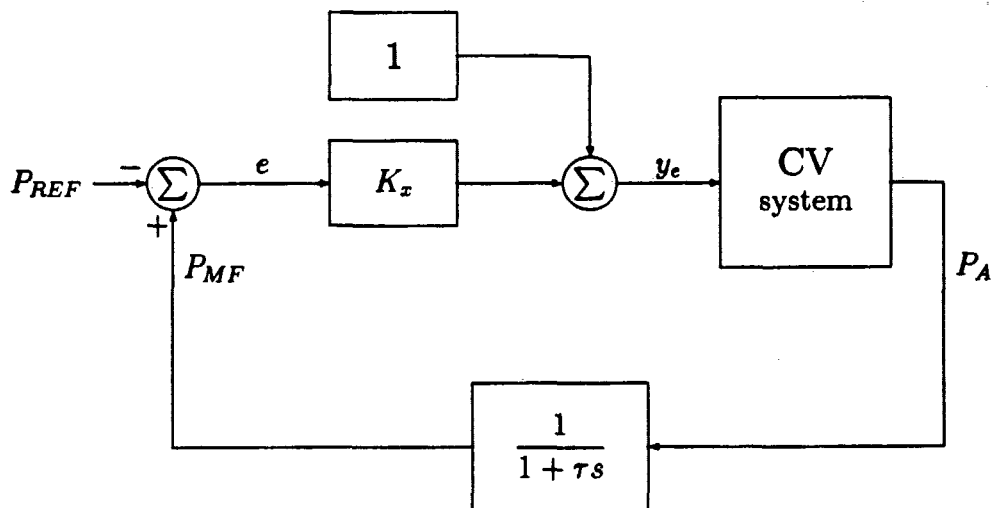 1
P_REF
−
Σ
+
e
K_x
Σ
y_e
CV
system
P_A
P_MF
1
1 + τs